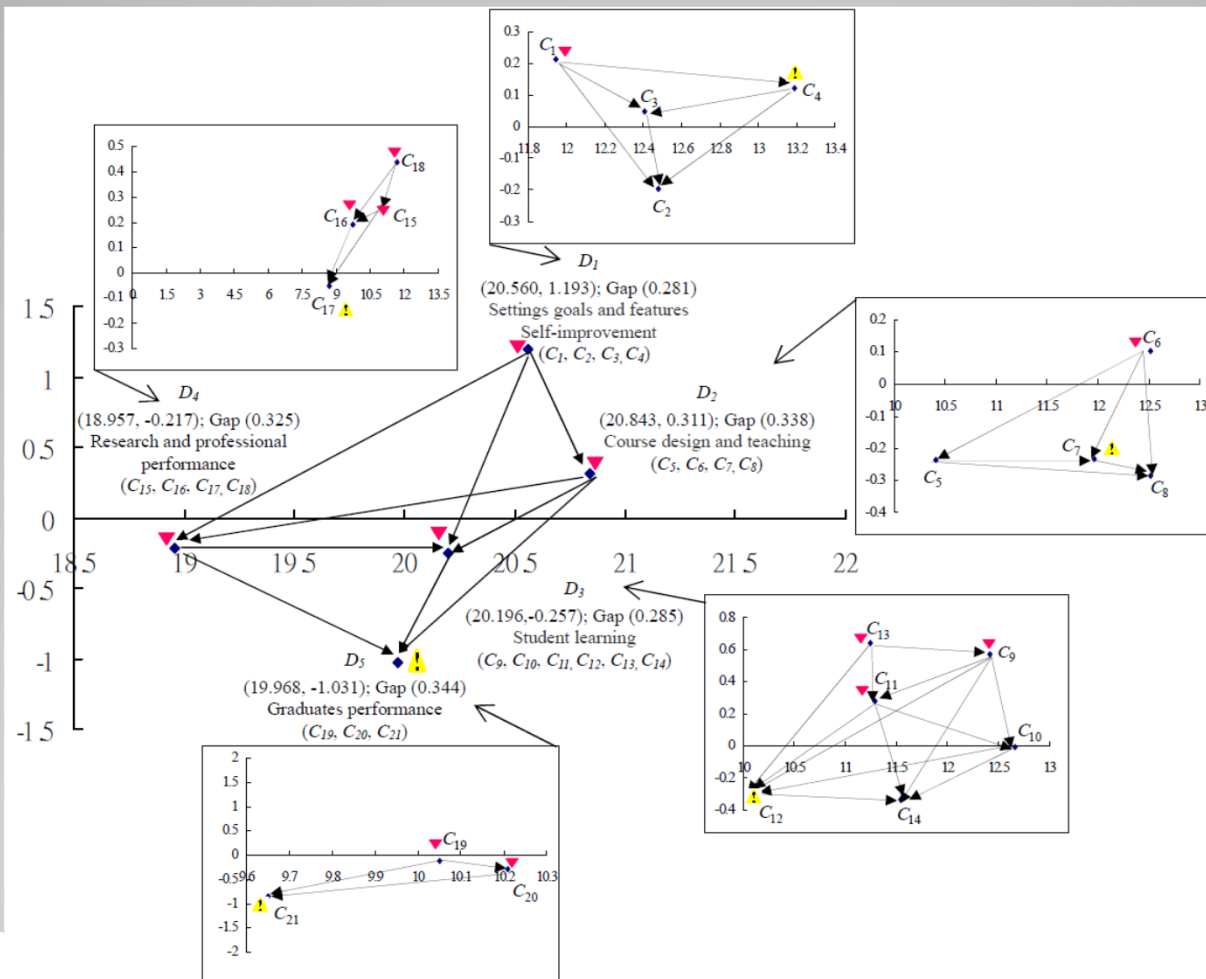 0.3
0.2
0.1
0
-0.1
-0.2
-0.3
11.8 12 12.2 12.4 12.6 12.8 13 13.2 13.4
C1
C3
C4
C2
0.5
0.4
0.3
0.2
0.1
0
-0.1
-0.2
-0.3
0 1.5 3 4.5 6 7.5 9 10.5 12 13.5
C18
C16 C15
C17
D1
(20.560, 1.193); Gap (0.281)
Settings goals and features
Self-improvement
(C1, C2, C3, C4)
0.2
0.1
0
-0.1
-0.2
-0.3
-0.4
10 10.5 11 11.5 12 12.5 13
C6
C7
C5
C8
D4
(18.957, -0.217); Gap (0.325)
Research and professional
performance
(C15, C16, C17, C18)
D2
(20.843, 0.311); Gap (0.338)
Course design and teaching
(C5, C6, C7, C8)
1.5
1
0.5
0
-0.5
-1
-1.5
18.5 19 19.5 20 20.5 21 21.5 22
D3
(20.196,-0.257); Gap (0.285)
Student learning
(C9, C10, C11, C12, C13, C14)
D5
(19.968, -1.031); Gap (0.344)
Graduates performance
(C19, C20, C21)
0.8
0.6
0.4
0.2
0
-0.2
-0.4
10 10.5 11 11.5 12 12.5 13
C13
C9
C11
C10
C12
C14
2
1.5
1
0.5
0
-0.5
-1
-1.5
-2
9.6 9.7 9.8 9.9 10 10.1 10.2 10.3
C19
C20
C21